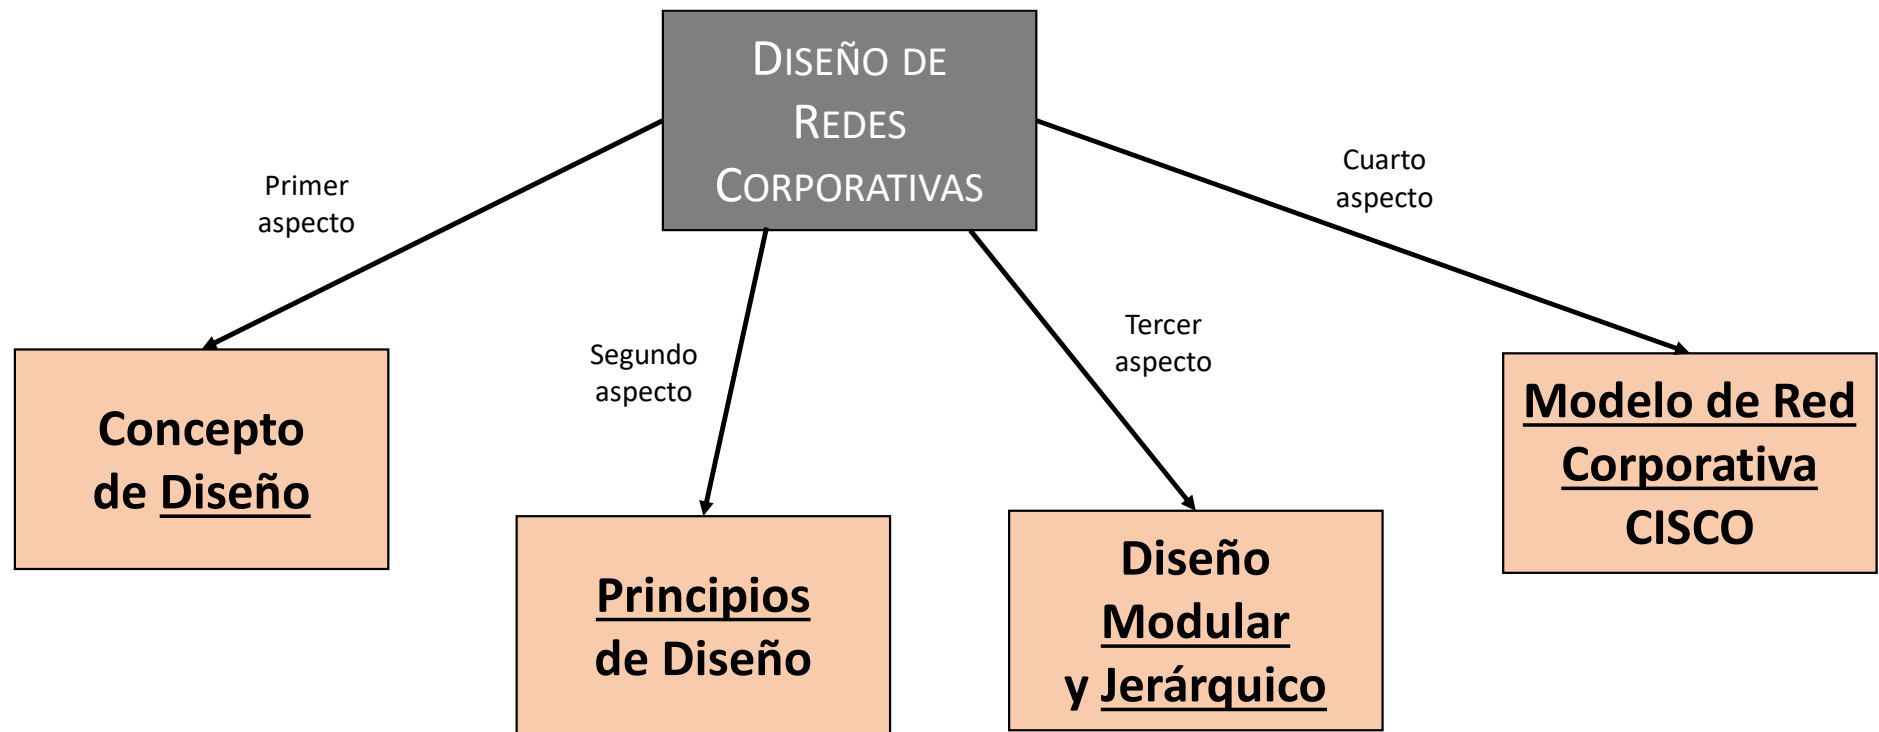 DISEÑO DE
REDES
CORPORATIVAS
Primer
aspecto
Segundo
aspecto
Tercer
aspecto
Cuarto
aspecto
Concepto
de Diseño
Principios
de Diseño
Diseño
Modular
y Jerárquico
Modelo de Red
Corporativa
CISCO